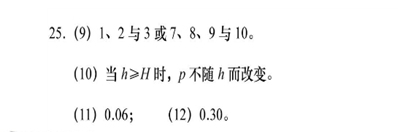 25. (9) 1、2与3或7、8、9与10。
(10) 当h≥H时, p不随h而改变。
(11) 0.06; (12) 0.30。